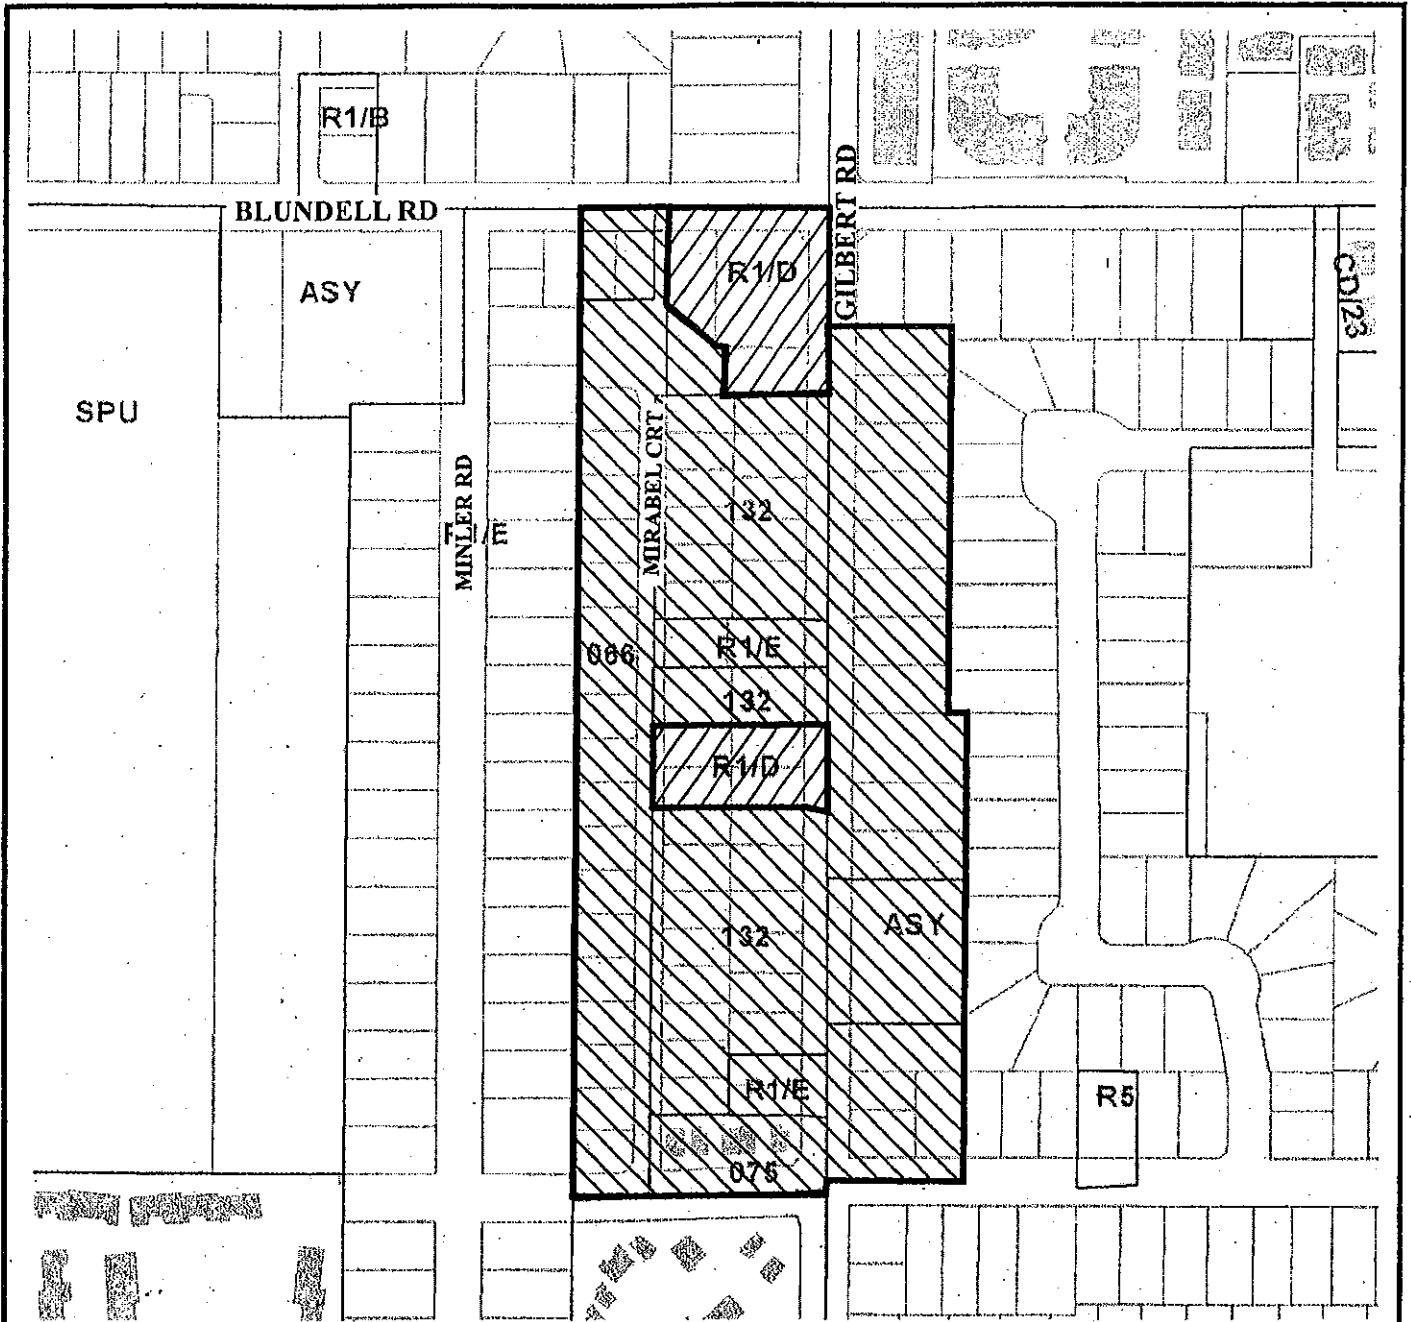 R1/B
BLUNDELL RD
GILBERT RD
R1/D
ASY
CD/23
SPU
MIRABEL CRT
MINLER RD
132
/E
066
R1/E
132
R1/D
132
ASY
R1/E
R5
075